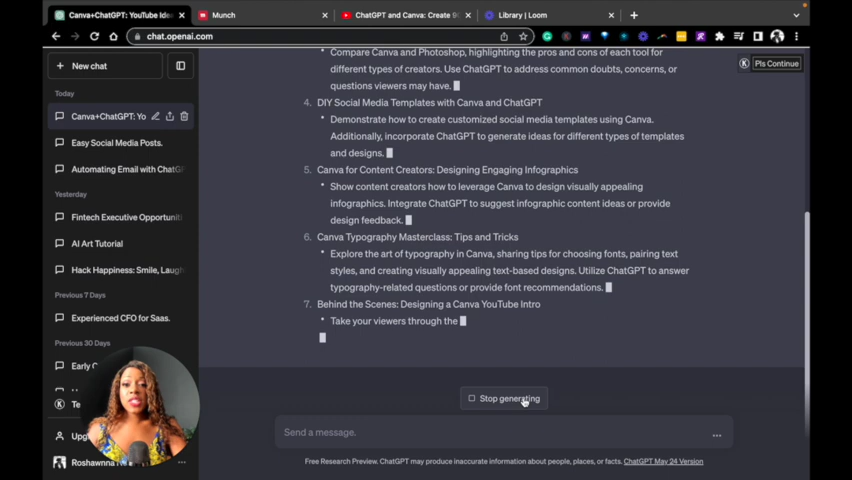 Canva+ChatGPT: YouTube Idea
Munch
ChatGPT and Canva: Create 90
Library | Loom
chat.openai.com
New chat
Pls Continue
Today
Canva+ChatGPT: Yo
Easy Social Media Posts.
Automating Email with ChatG
Yesterday
Fintech Executive Opportuni
AI Art Tutorial
Hack Happiness: Smile, Laugh
Previous 7 Days
Experienced CFO for Saas.
Previous 30 Days
Early
Te
Upg
Roshawnna
Compare Canva and Photoshop, highlighting the pros and cons of each tool for
different types of creators. Use ChatGPT to address common doubts, concerns, or
questions viewers may have.
4. DIY Social Media Templates with Canva and ChatGPT
• Demonstrate how to create customized social media templates using Canva.
Additionally, incorporate ChatGPT to generate ideas for different types of templates
and designs.
5. Canva for Content Creators: Designing Engaging Infographics
• Show content creators how to leverage Canva to design visually appealing
infographics. Integrate ChatGPT to suggest infographic content ideas or provide
design feedback.
6. Canva Typography Masterclass: Tips and Tricks
• Explore the art of typography in Canva, sharing tips for choosing fonts, pairing text
styles, and creating visually appealing text-based designs. Utilize ChatGPT to answer
typography-related questions or provide font recommendations.
7. Behind the Scenes: Designing a Canva YouTube Intro
• Take your viewers through the
Stop generating
Send a message.
Free Research Preview. ChatGPT may produce inaccurate information about people, places, or facts. ChatGPT May 24 Version